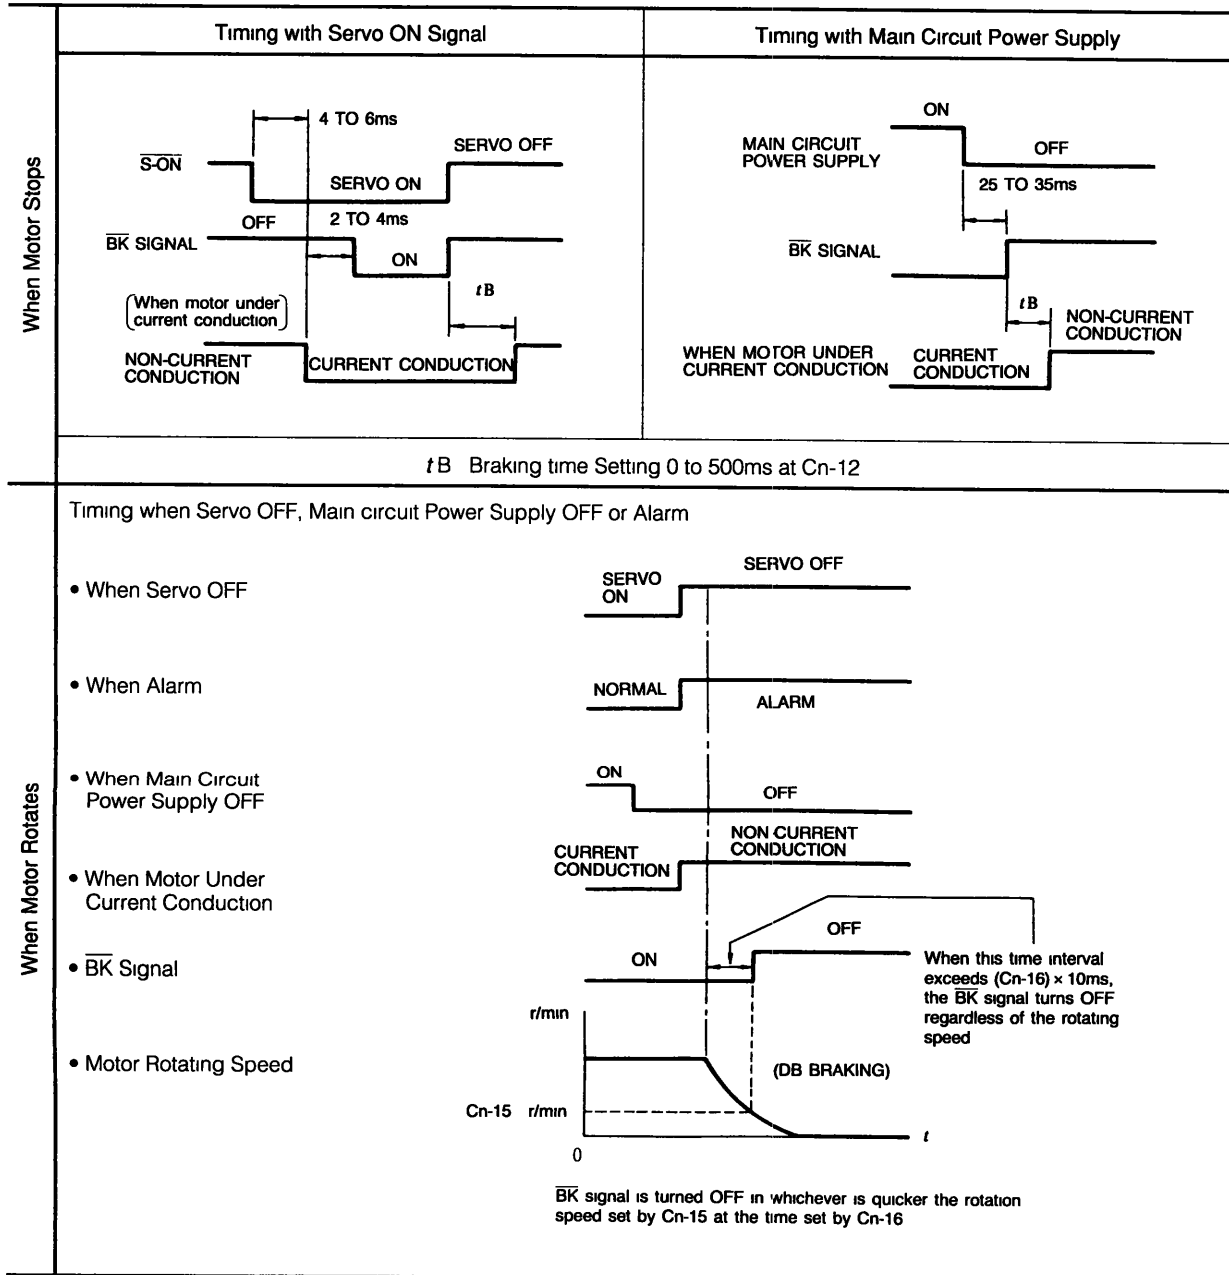 Timing with Servo ON Signal
Timing with Main Circuit Power Supply
When Motor Stops
4 TO 6ms
S-ON
SERVO OFF
SERVO ON
OFF
2 TO 4ms
BK SIGNAL
ON
tB
(When motor under
current conduction)
NON-CURRENT
CONDUCTION
CURRENT CONDUCTION
ON
MAIN CIRCUIT
POWER SUPPLY
OFF
25 TO 35ms
BK SIGNAL
tB
NON-CURRENT
CONDUCTION
WHEN MOTOR UNDER
CURRENT CONDUCTION
CURRENT
CONDUCTION
tB Braking time Setting 0 to 500ms at Cn-12
When Motor Rotates
Timing when Servo OFF, Main circuit Power Supply OFF or Alarm
• When Servo OFF
SERVO
ON
SERVO OFF
• When Alarm
NORMAL
ALARM
• When Main Circuit
Power Supply OFF
ON
OFF
• When Motor Under
Current Conduction
CURRENT
CONDUCTION
NON CURRENT
CONDUCTION
• BK Signal
ON
OFF
When this time interval
exceeds (Cn-16) × 10ms,
the BK signal turns OFF
regardless of the rotating
speed
• Motor Rotating Speed
r/min
(DB BRAKING)
Cn-15 r/min
t
0
BK signal is turned OFF in whichever is quicker the rotation
speed set by Cn-15 at the time set by Cn-16